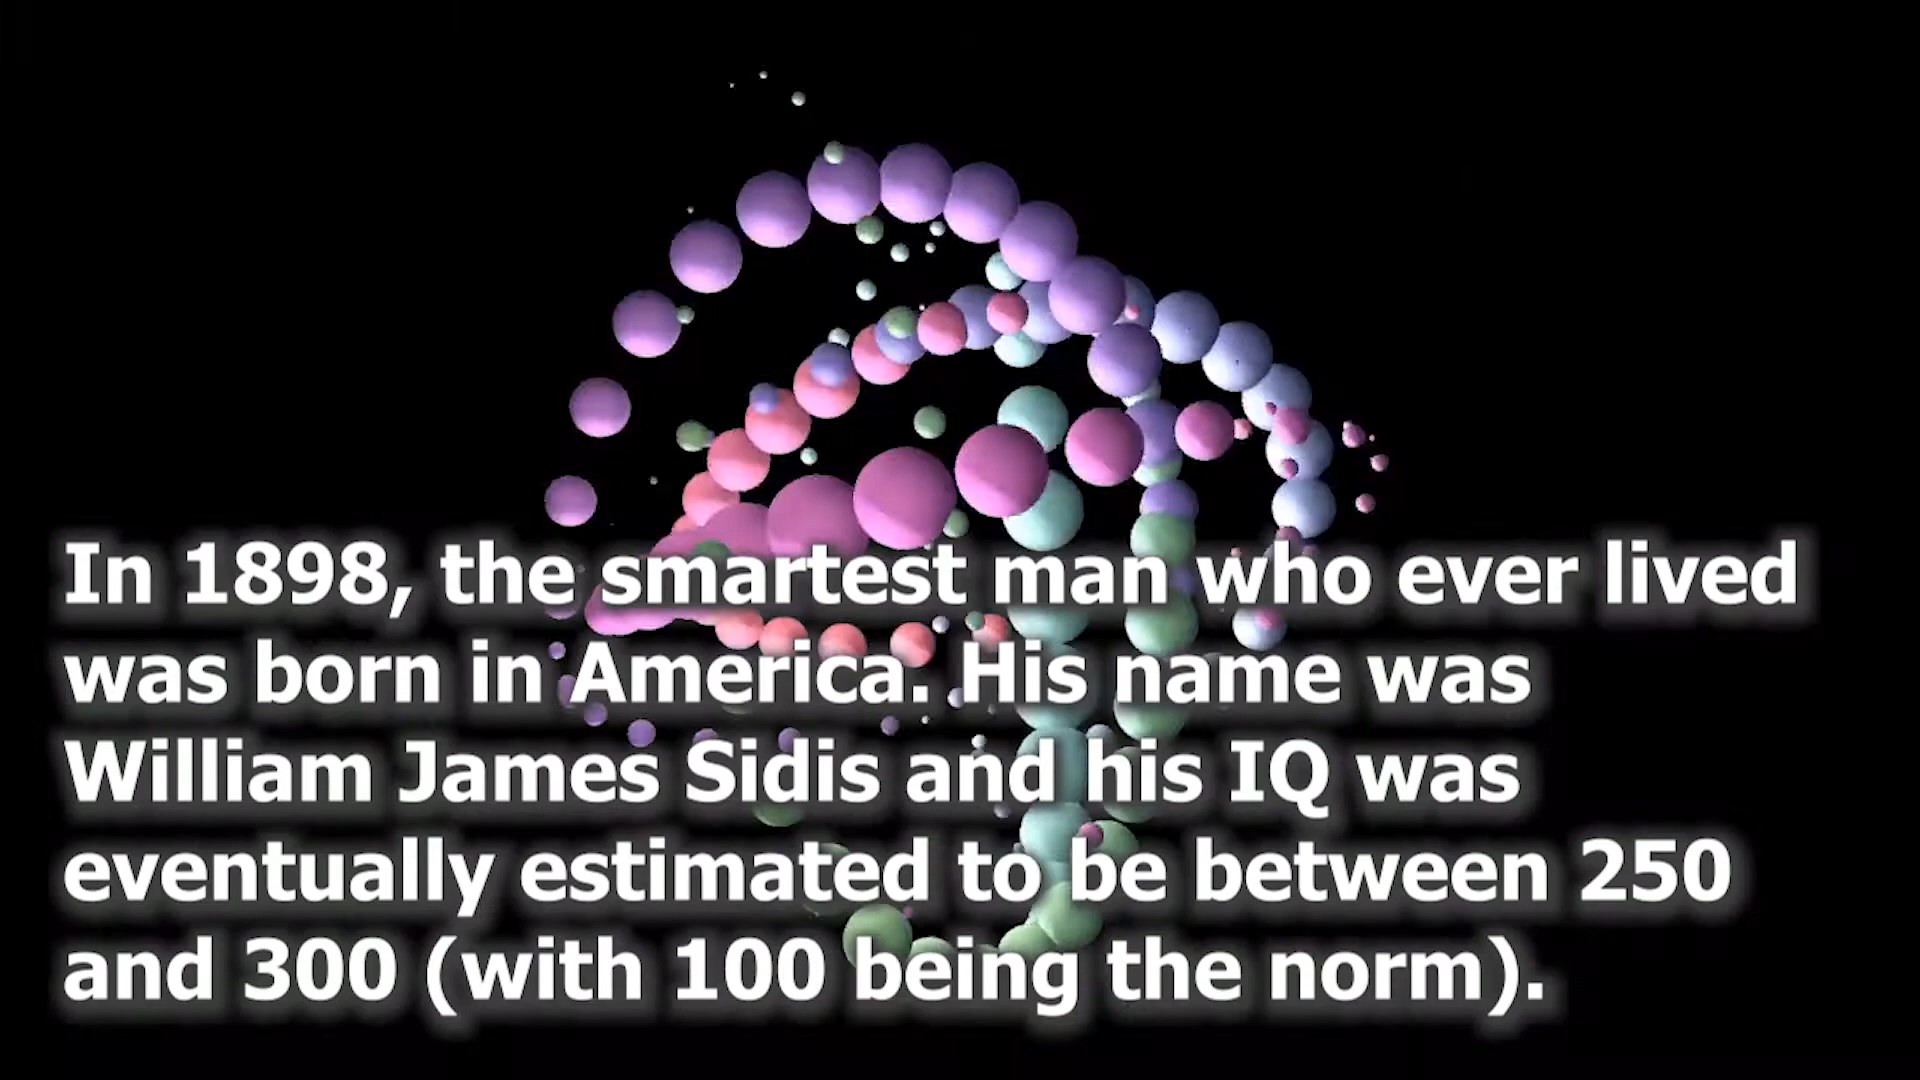 In 1898, the smartest man who ever lived
was born in America. His name was
William James Sidis and his IQ was
eventually estimated to be between 250
and 300 (with 100 being the norm).